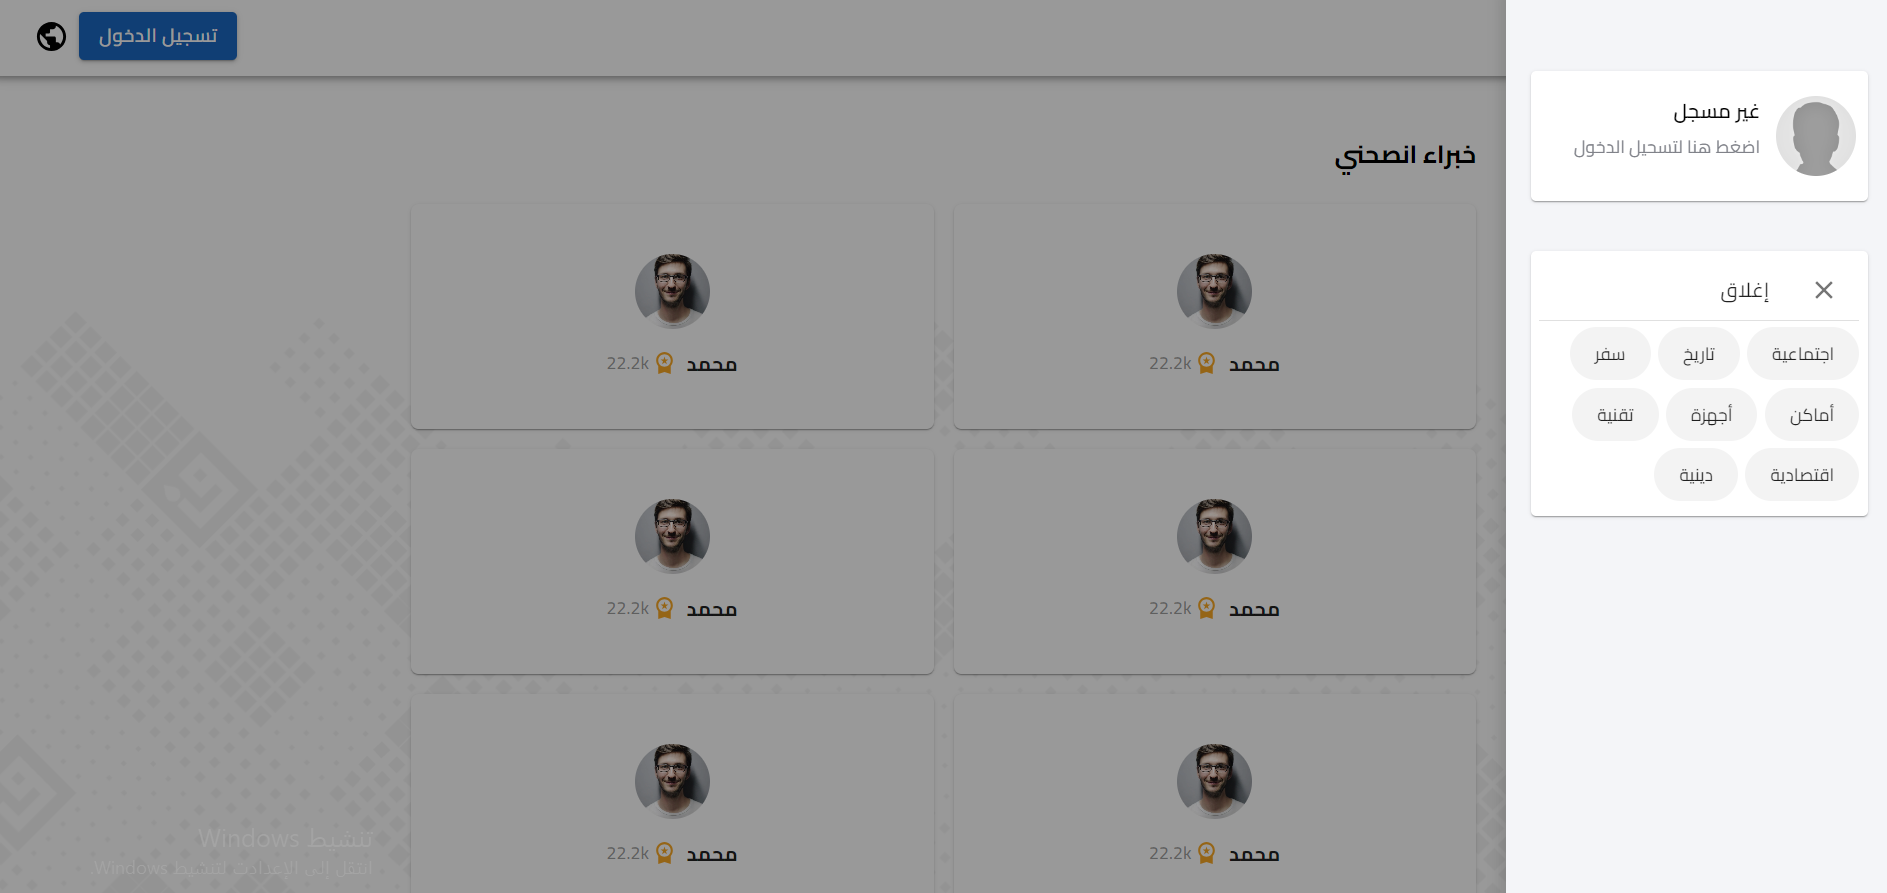 غير مسجل
اضغط هنا لتسحيل الدخول
إغلاق
اجتماعية تاريخ سفر
أماكن أجهزة تقنية
اقتصادية دينية
تسجيل الدخول
خبراء انصحني
محمد 22.2k
محمد 22.2k
محمد 22.2k
محمد 22.2k
محمد 22.2k
محمد 22.2k
تنشيط Windows
انتقل إلى الإعدادات لتنشيط Windows.